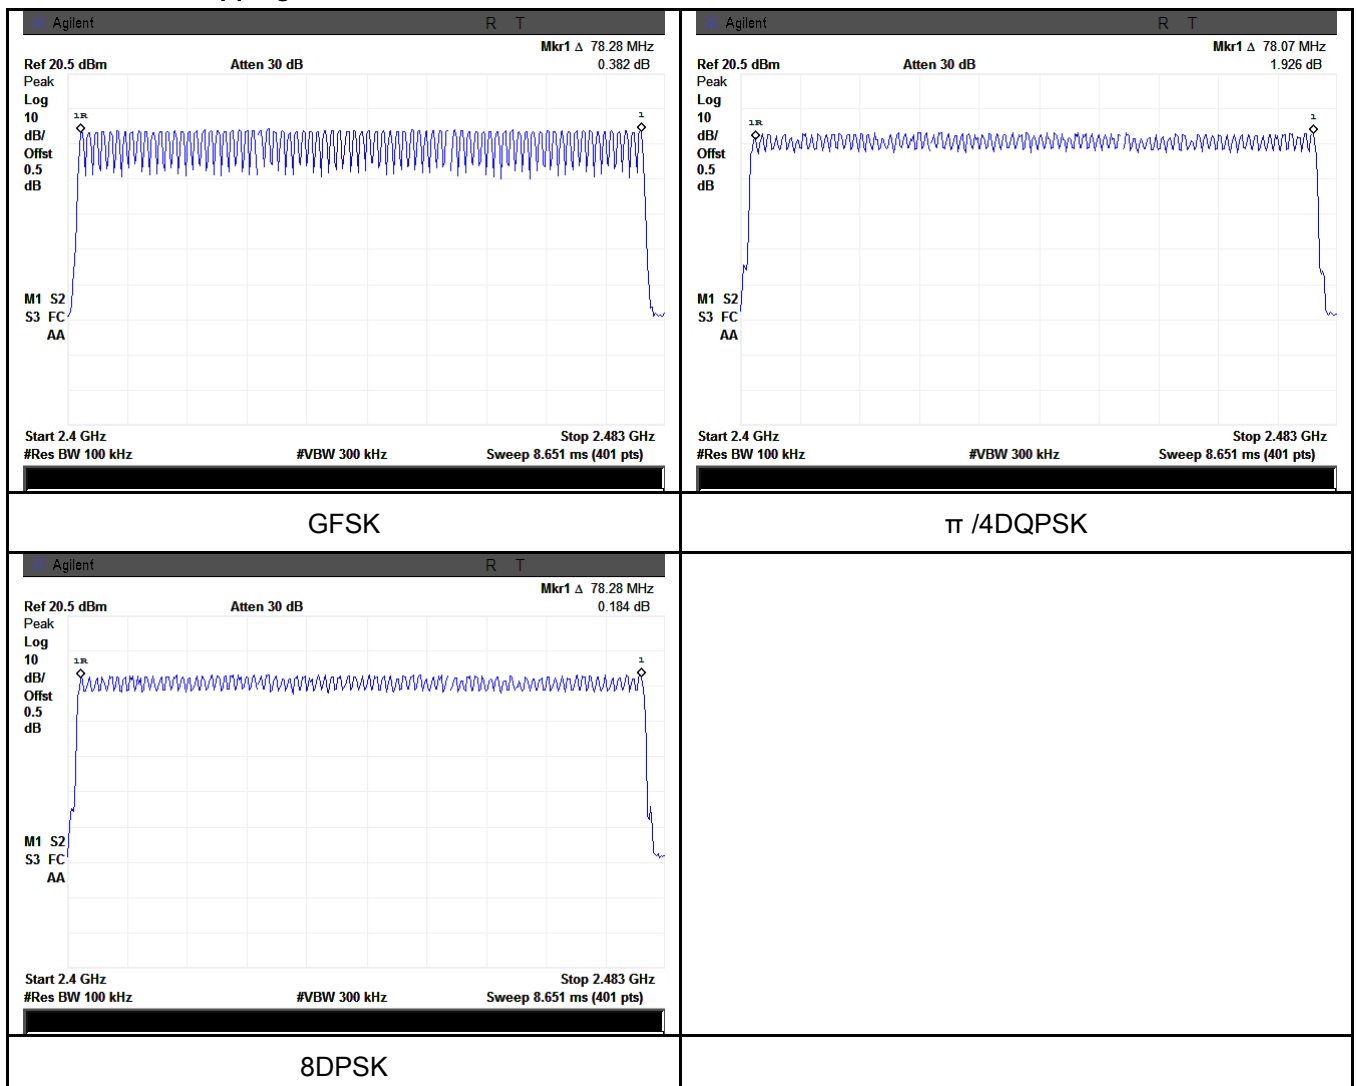 Agilent R T
Mkr1 Δ 78.28 MHz
Ref 20.5 dBm Atten 30 dB 0.382 dB
Peak
Log
10
dB/
Offst
0.5
dB
1R
1
M1 S2
S3 FC
AA
Start 2.4 GHz Stop 2.483 GHz
#Res BW 100 kHz #VBW 300 kHz Sweep 8.651 ms (401 pts)
GFSK
Agilent R T
Mkr1 Δ 78.07 MHz
Ref 20.5 dBm Atten 30 dB 1.926 dB
Peak
Log
10
dB/
Offst
0.5
dB
1R
1
M1 S2
S3 FC
AA
Start 2.4 GHz Stop 2.483 GHz
#Res BW 100 kHz #VBW 300 kHz Sweep 8.651 ms (401 pts)
π /4DQPSK
Agilent R T
Mkr1 Δ 78.28 MHz
Ref 20.5 dBm Atten 30 dB 0.184 dB
Peak
Log
10
dB/
Offst
0.5
dB
1R
1
M1 S2
S3 FC
AA
Start 2.4 GHz Stop 2.483 GHz
#Res BW 100 kHz #VBW 300 kHz Sweep 8.651 ms (401 pts)
8DPSK